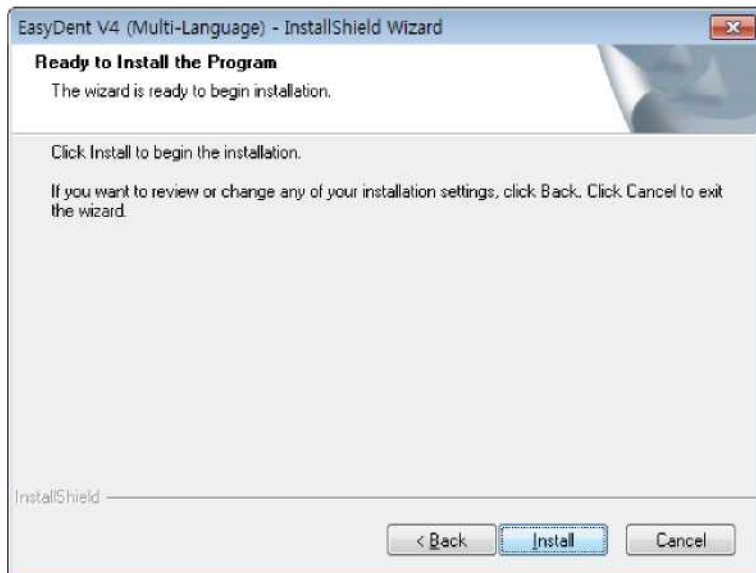 EasyDent V4 (Multi-Language) - InstallShield Wizard
Ready to Install the Program
The wizard is ready to begin installation.
Click Install to begin the installation.
If you want to review or change any of your installation settings, click Back. Click Cancel to exit
the wizard.
InstallShield
< Back
Install
Cancel